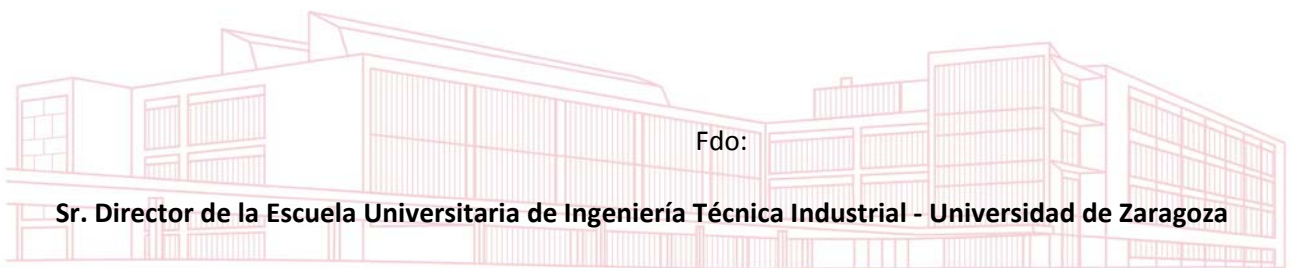 Fdo:
Sr. Director de la Escuela Universitaria de Ingeniería Técnica Industrial - Universidad de Zaragoza